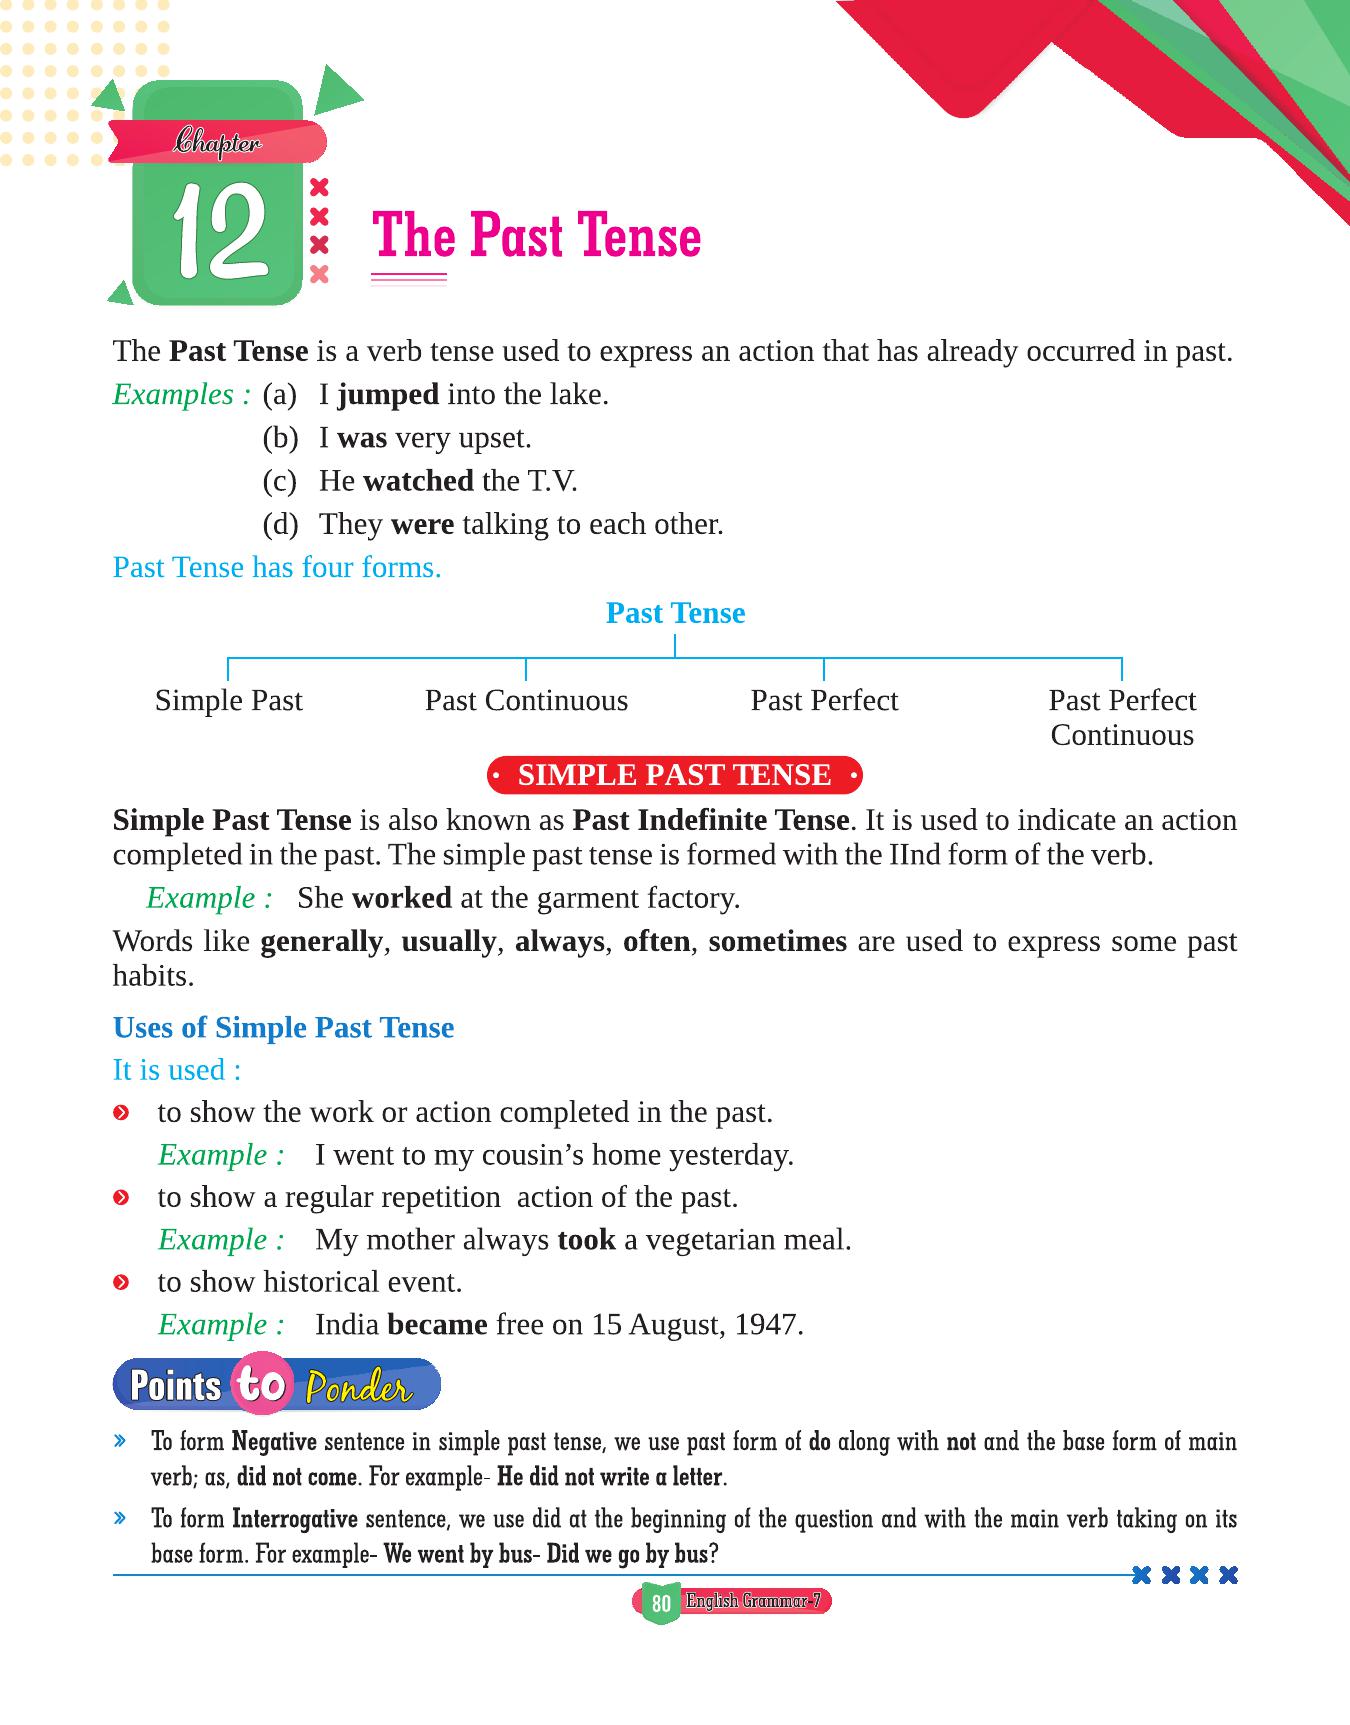 Chapter
12
The Past Tense
The Past Tense is a verb tense used to express an action that has already occurred in past.
Examples : (a) I jumped into the lake.
(b) I was very upset.
(c) He watched the T.V.
(d) They were talking to each other.
Past Tense has four forms.
Past Tense
Simple Past Past Continuous Past Perfect Past Perfect
Continuous
SIMPLE PAST TENSE
Simple Past Tense is also known as Past Indefinite Tense. It is used to indicate an action
completed in the past. The simple past tense is formed with the IInd form of the verb.
Example : She worked at the garment factory.
Words like generally, usually, always, often, sometimes are used to express some past
habits.
Uses of Simple Past Tense
It is used :
to show the work or action completed in the past.
Example : I went to my cousin’s home yesterday.
to show a regular repetition action of the past.
Example : My mother always took a vegetarian meal.
to show historical event.
Example : India became free on 15 August, 1947.
Points to Ponder
» To form Negative sentence in simple past tense, we use past form of do along with not and the base form of main
verb; as, did not come. For example- He did not write a letter.
» To form Interrogative sentence, we use did at the beginning of the question and with the main verb taking on its
base form. For example- We went by bus- Did we go by bus?
80 English Grammar-7